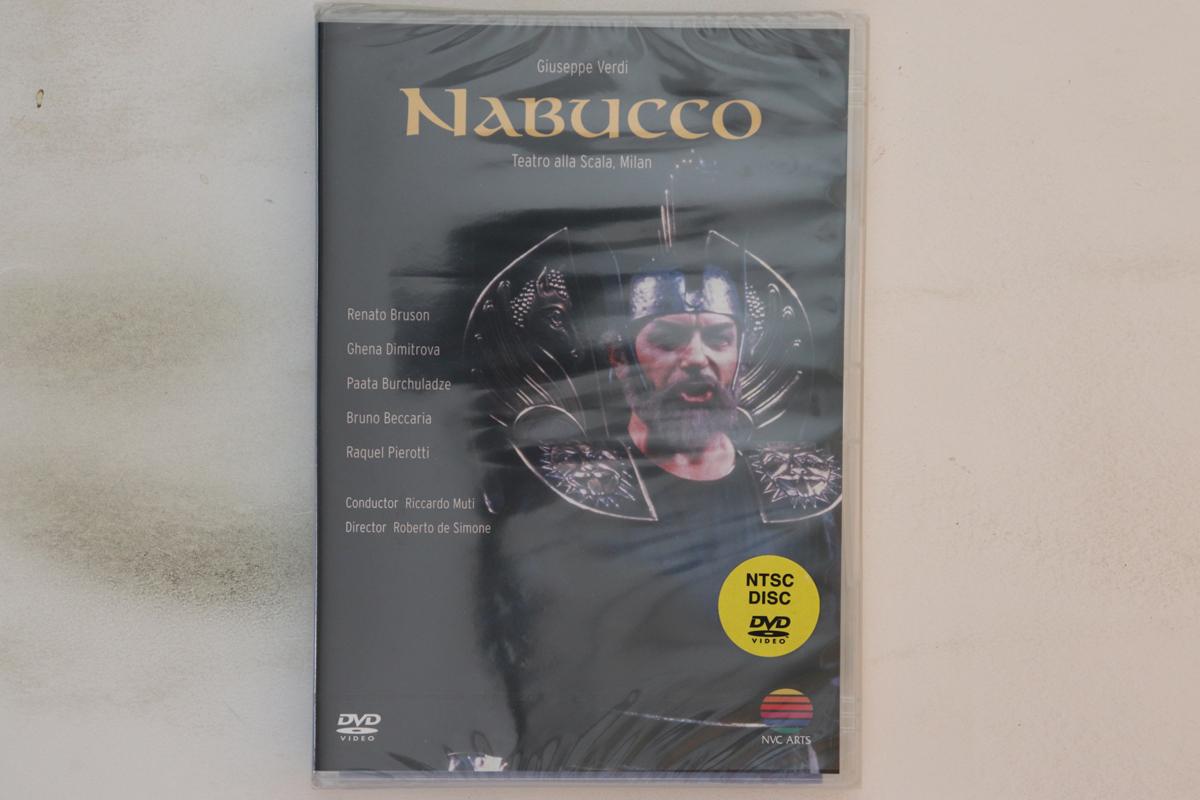 Giuseppe Verdi
NABUCCO
Teatro alla Scala, Milan
Renato Bruson
Ghena Dimitrova
Paata Burchuladze
Bruno Beccaria
Raquel Pierotti
Conductor Riccardo Muti
Director Roberto de Simone
NTSC
DISC
DVD
VIDEO
DVD
VIDEO
NVC ARTS